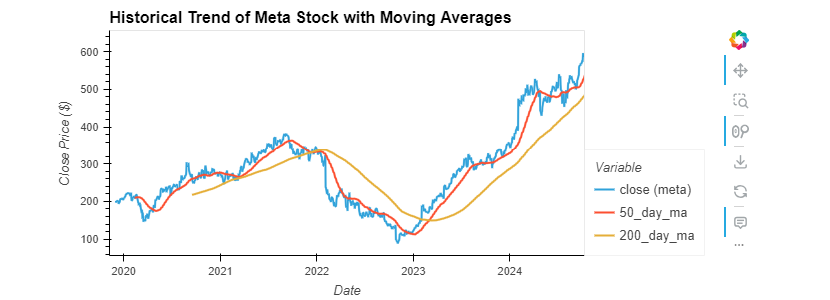 Historical Trend of Meta Stock with Moving Averages
Close Price ($)
600
500
400
300
200
100
2020
2021
2022
2023
2024
Date
Variable
close (meta)
50_day_ma
200_day_ma